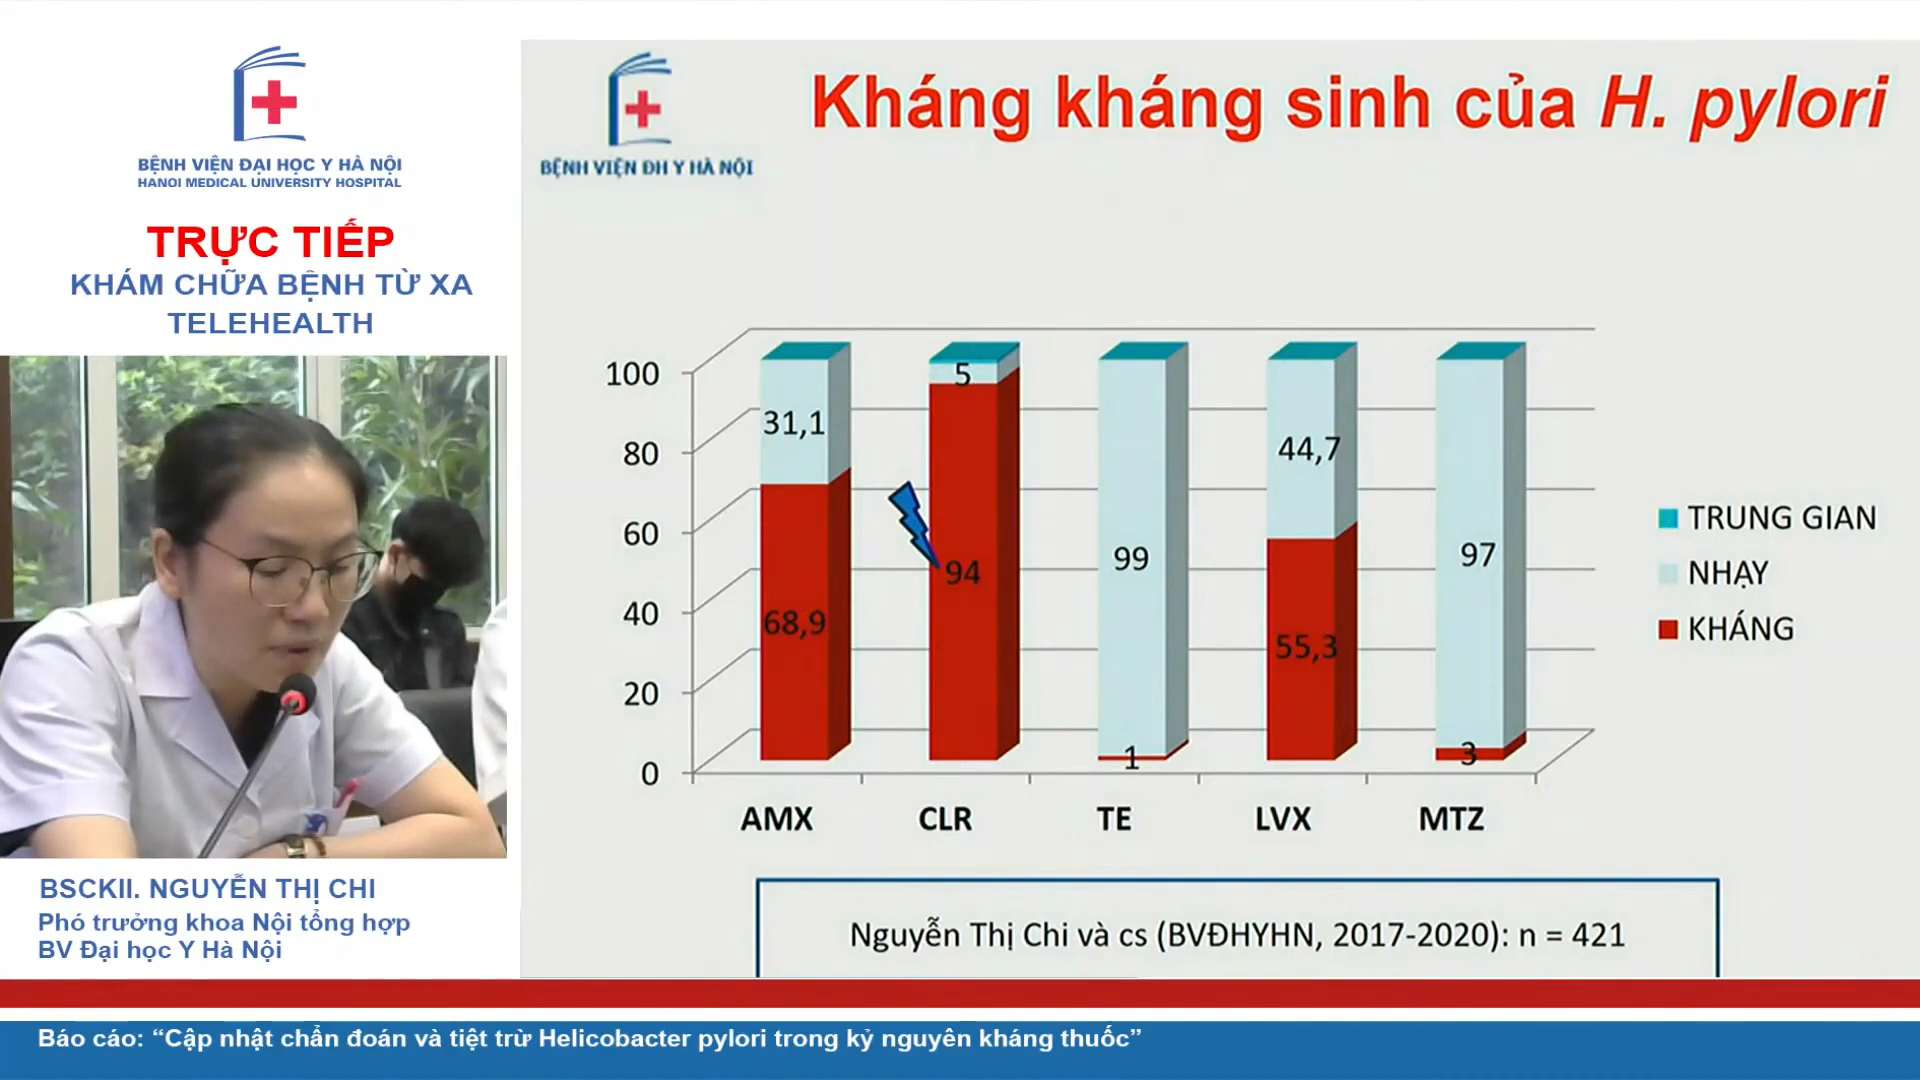 BỆNH VIỆN ĐẠI HỌC Y HÀ NỘI
HANOI MEDICAL UNIVERSITY HOSPITAL
TRỰC TIẾP
KHÁM CHỮA BỆNH TỪ XA
TELEHEALTH
BSCKII. NGUYỄN THỊ CHI
Phó trưởng khoa Nội tổng hợp
BV Đại học Y Hà Nội
BỆNH VIỆN ĐH Y HÀ NỘI
Kháng kháng sinh của H. pylori
100
80
60
40
20
0
31,1
68,9
5
94
99
1
44,7
55,3
97
3
AMX CLR TE LVX MTZ
TRUNG GIAN
NHẠY
KHÁNG
Nguyễn Thị Chi và cs (BVĐHYHN, 2017-2020): n = 421
Báo cáo: “Cập nhật chẩn đoán và tiệt trừ Helicobacter pylori trong kỷ nguyên kháng thuốc”